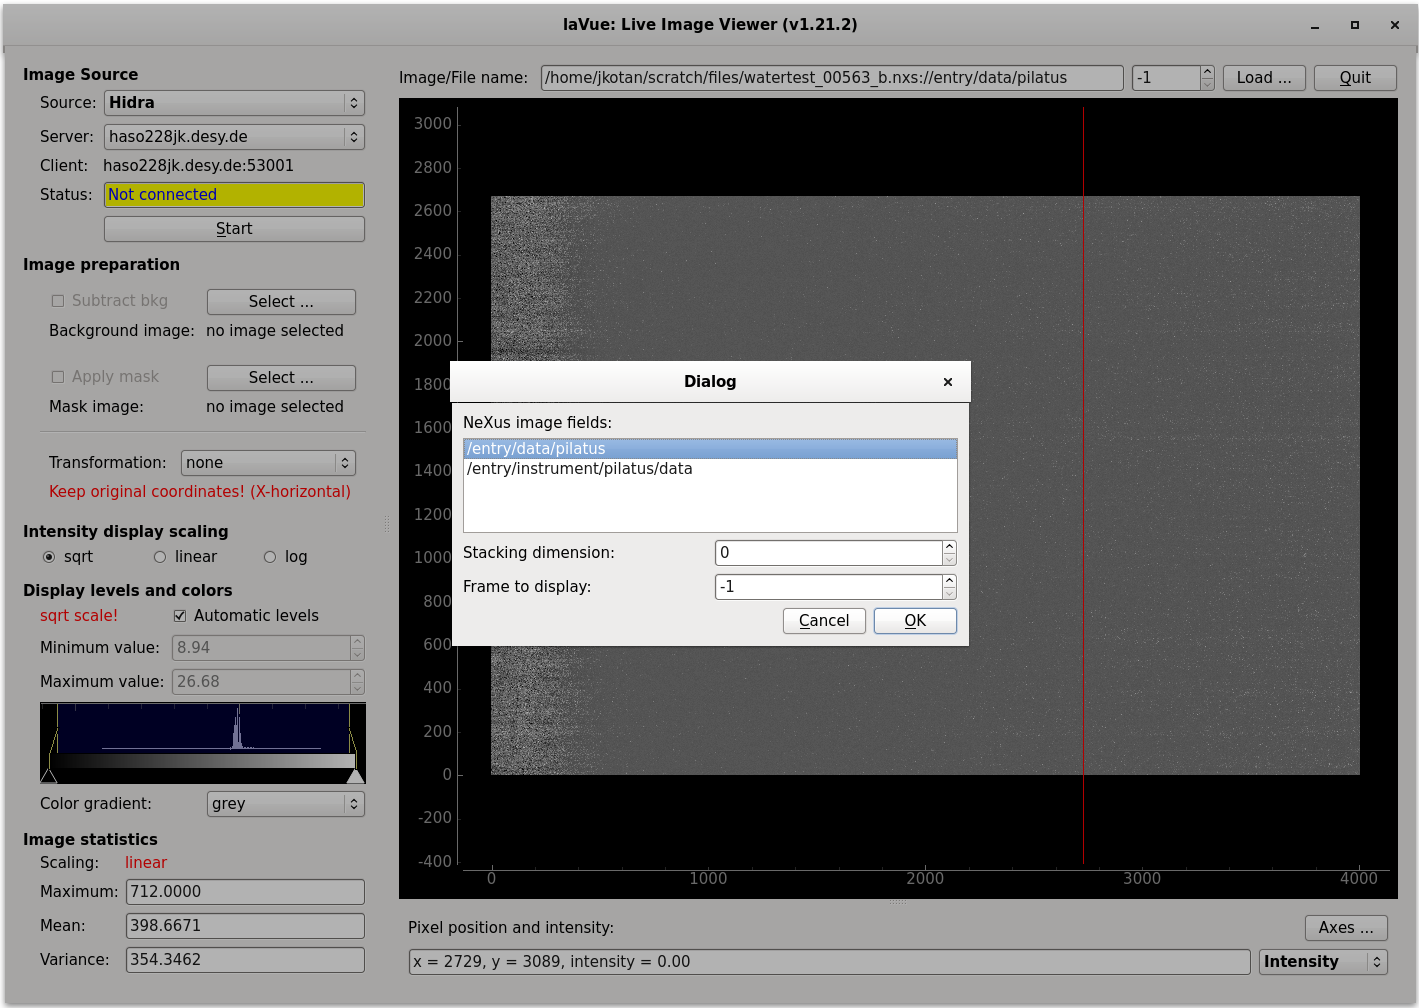 laVue: Live Image Viewer (v1.21.2)
Image Source
Source: Hidra
Server: haso228jk.desy.de
Client: haso228jk.desy.de:53001
Status: Not connected
Start
Image preparation
Subtract bkg Select ...
Background image: no image selected
Apply mask Select ...
Mask image: no image selected
Transformation: none
Keep original coordinates! (X-horizontal)
Intensity display scaling
sqrt linear log
Display levels and colors
sqrt scale! Automatic levels
Minimum value: 8.94
Maximum value: 26.68
Color gradient: grey
Image statistics
Scaling: linear
Maximum: 712.0000
Mean: 398.6671
Variance: 354.3462
Image/File name: /home/jkotan/scratch/files/watertest_00563_b.nxs://entry/data/pilatus -1 Load ... Quit
3000
2800
2600
2400
2200
2000
1800
1600
1400
1200
1000
800
600
400
200
0
-200
-400
0 1000 2000 3000 4000
Dialog
NeXus image fields:
/entry/data/pilatus
/entry/instrument/pilatus/data
Stacking dimension: 0
Frame to display: -1
Cancel OK
Pixel position and intensity: Axes ...
x = 2729, y = 3089, intensity = 0.00 Intensity